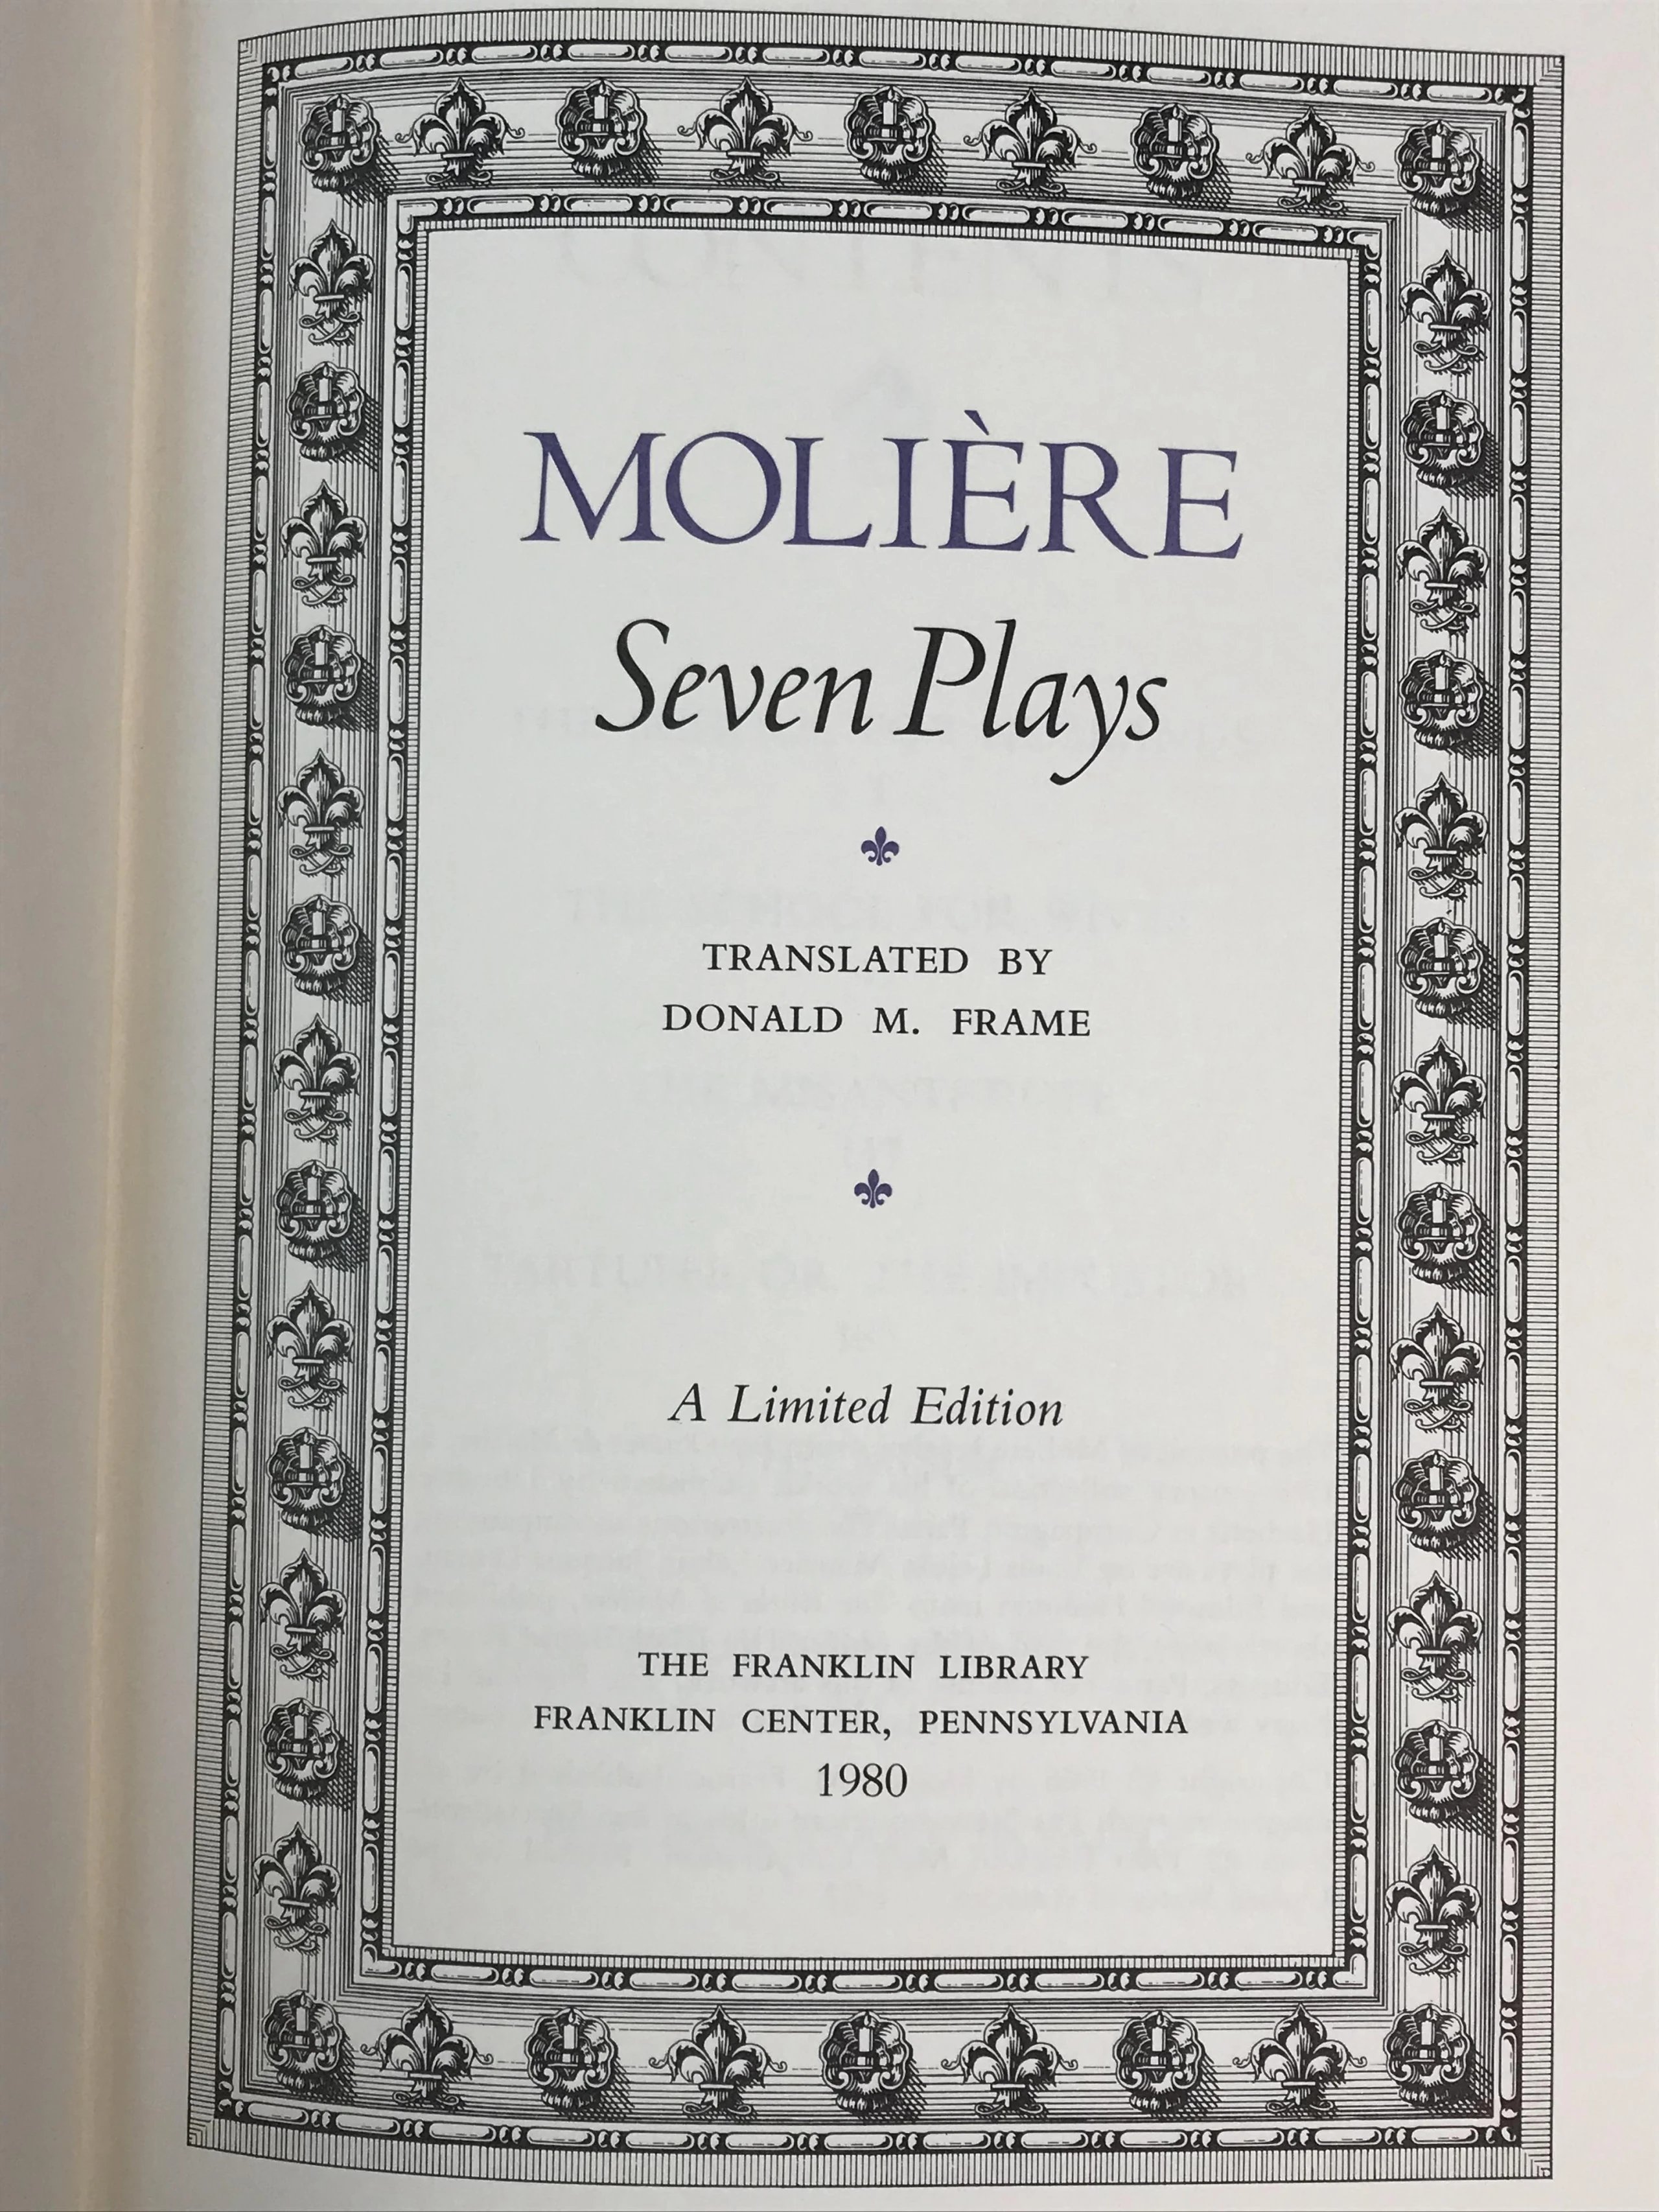 MOLIÈRE
Seven Plays
TRANSLATED BY
DONALD M. FRAME
A Limited Edition
THE FRANKLIN LIBRARY
FRANKLIN CENTER, PENNSYLVANIA
1980